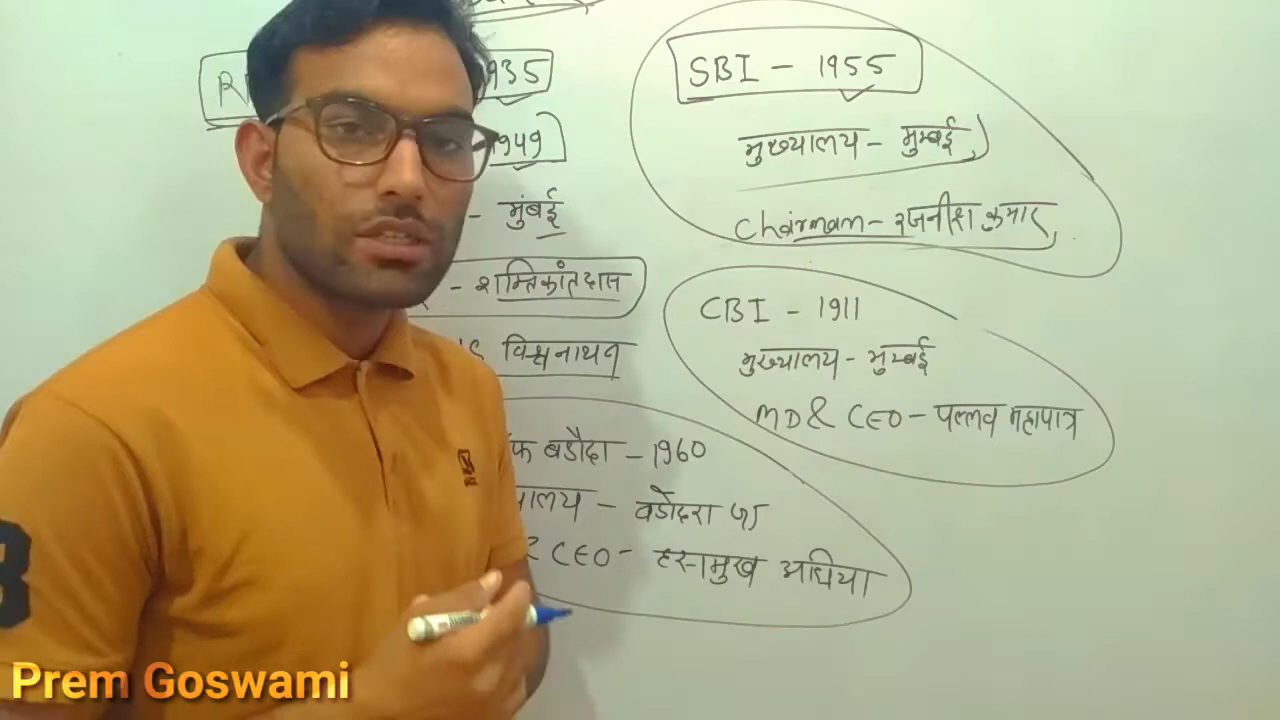 R 935
1949
- मुंबई
- शक्तिकांत दास
विश्वनाथन
फ बडौदा - 1960
यालय - वडोदरा
CEO - हसमुख अधिया
SBI - 1955
मुख्यालय - मुम्बई
Chairman - रजनीश कुमार
CBI - 1911
मुख्यालय - मुम्बई
MD & CEO - पल्लव महापात्र
Prem Goswami